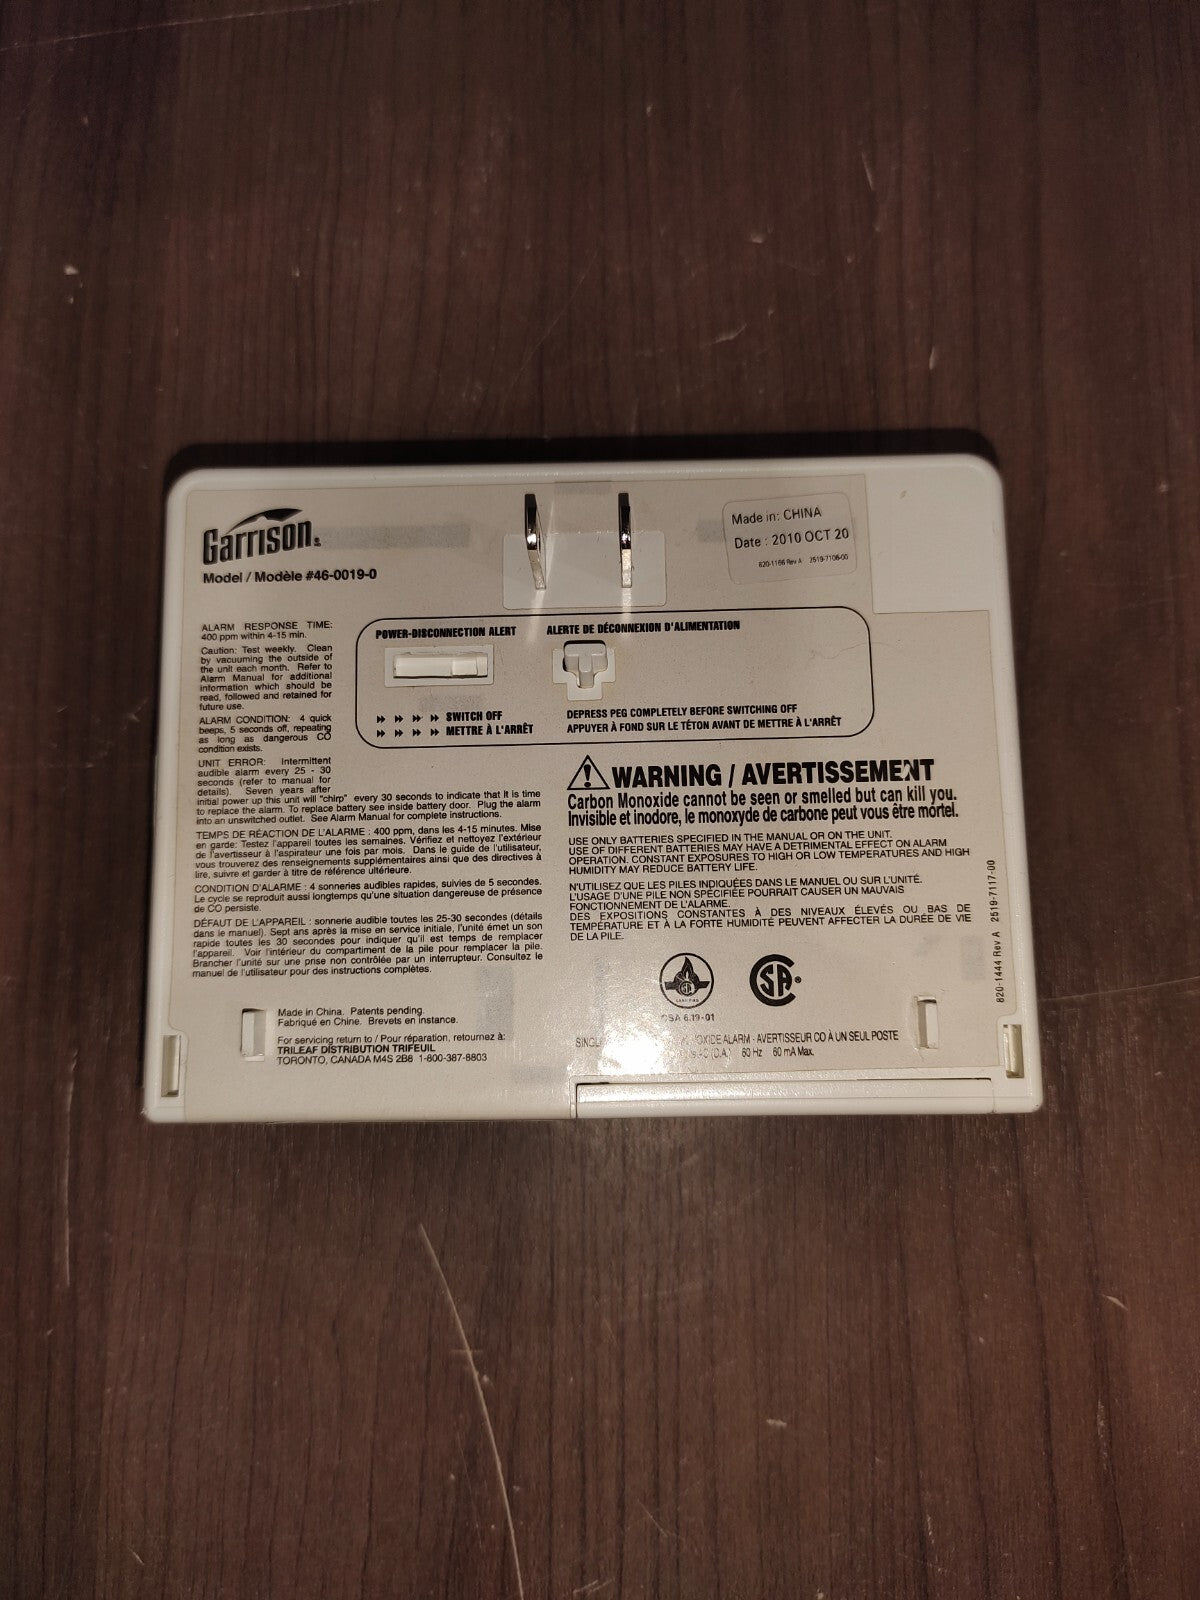 Garrison
Model / Modèle #46-0019-0
Made in: CHINA
Date : 2010 OCT 20
820-1166 Rev A 2519-7106-00
ALARM RESPONSE TIME:
400 ppm within 4-15 min.
Caution: Test weekly. Clean
by vacuuming the outside of
the unit each month. Refer to
Alarm Manual for additional
information which should be
read, followed and retained for
future use.
ALARM CONDITION: 4 quick
beeps, 5 seconds off, repeating
as long as dangerous CO
condition exists.
UNIT ERROR: Intermittent
audible alarm every 25 - 30
seconds (refer to manual for
details). Seven years after
initial power up this unit will "chirp" every 30 seconds to indicate that it is time
to replace the alarm. To replace battery see inside battery door. Plug the alarm
into an unswitched outlet. See Alarm Manual for complete instructions.
TEMPS DE RÉACTION DE L'ALARME : 400 ppm, dans les 4-15 minutes. Mise
en garde: Testez l'appareil toutes les semaines. Vérifiez et nettoyez l'extérieur
de l'avertisseur à l'aspirateur une fois par mois. Dans le guide de l'utilisateur,
vous trouverez des renseignements supplémentaires ainsi que des directives à
lire, suivre et garder à titre de référence ultérieure.
CONDITION D'ALARME : 4 sonneries audibles rapides, suivies de 5 secondes.
Le cycle se reproduit aussi longtemps qu'une situation dangereuse de présence
de CO persiste.
DÉFAUT DE L'APPAREIL : sonnerie audible toutes les 25-30 secondes (détails
dans le manuel). Sept ans après la mise en service initiale, l'unité émet un son
rapide toutes les 30 secondes pour indiquer qu'il est temps de remplacer
l'appareil. Voir l'intérieur du compartiment de la pile pour remplacer la pile.
Brancher l'unité sur une prise non contrôlée par un interrupteur. Consultez le
manuel de l'utilisateur pour des instructions complètes.
POWER-DISCONNECTION ALERT ALERTE DE DÉCONNEXION D'ALIMENTATION
SWITCH OFF
METTRE À L'ARRÊT
DEPRESS PEG COMPLETELY BEFORE SWITCHING OFF
APPUYER À FOND SUR LE TÉTON AVANT DE METTRE À L'ARRÊT
WARNING / AVERTISSEMENT
Carbon Monoxide cannot be seen or smelled but can kill you.
Invisible et inodore, le monoxyde de carbone peut vous être mortel.
USE ONLY BATTERIES SPECIFIED IN THE MANUAL OR ON THE UNIT.
USE OF DIFFERENT BATTERIES MAY HAVE A DETRIMENTAL EFFECT ON ALARM
OPERATION. CONSTANT EXPOSURES TO HIGH OR LOW TEMPERATURES AND HIGH
HUMIDITY MAY REDUCE BATTERY LIFE.
N'UTILISEZ QUE LES PILES INDIQUÉES DANS LE MANUEL OU SUR L'UNITÉ.
L'USAGE D'UNE PILE NON SPÉCIFIÉE POURRAIT CAUSER UN MAUVAIS
FONCTIONNEMENT DE L'ALARME.
DES EXPOSITIONS CONSTANTES À DES NIVEAUX ÉLEVÉS OU BAS DE
TEMPÉRATURE ET À LA FORTE HUMIDITÉ PEUVENT AFFECTER LA DURÉE DE VIE
DE LA PILE.
820-1444 Rev A 2519-7117-00
CSA 6.19-01
OXIDE ALARM - AVERTISSEUR CO À UN SEUL POSTE
60 Hz 60 mA Max.
Made in China. Patents pending.
Fabriqué en Chine. Brevets en instance.
For servicing return to / Pour réparation, retournez à:
TRILEAF DISTRIBUTION TRIFEUIL
TORONTO, CANADA M4S 2B8 1-800-387-8803